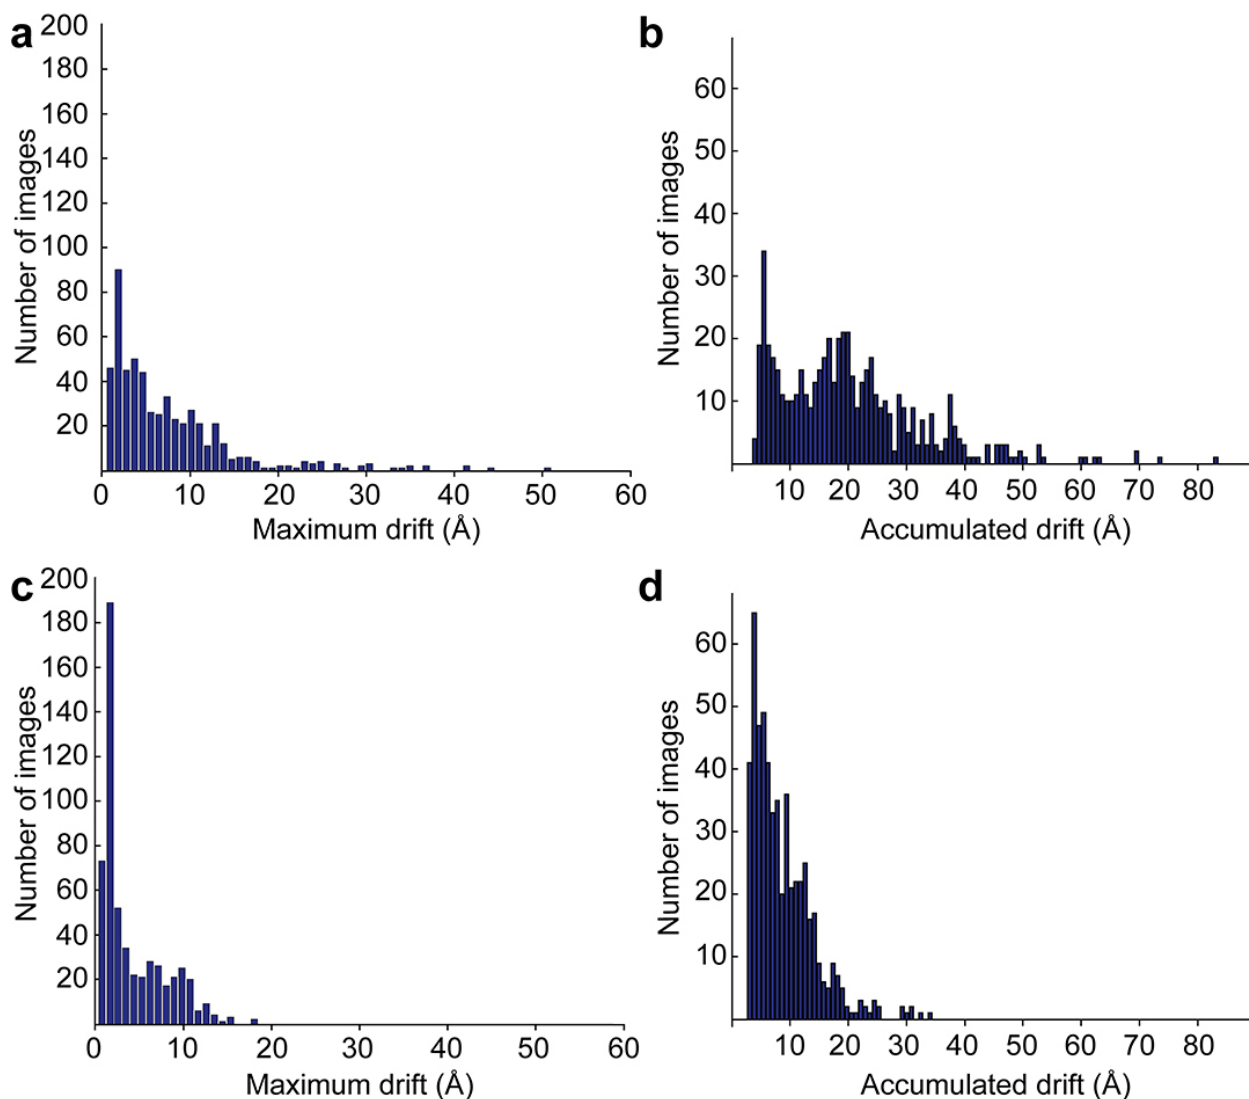 a
200
180
160
140
120
100
80
60
40
20
Number of images
0 10 20 30 40 50 60
Maximum drift (Å)
b
60
50
40
30
20
10
Number of images
10 20 30 40 50 60 70 80
Accumulated drift (Å)
c
200
180
160
140
120
100
80
60
40
20
Number of images
0 10 20 30 40 50 60
Maximum drift (Å)
d
60
50
40
30
20
10
Number of images
10 20 30 40 50 60 70 80
Accumulated drift (Å)